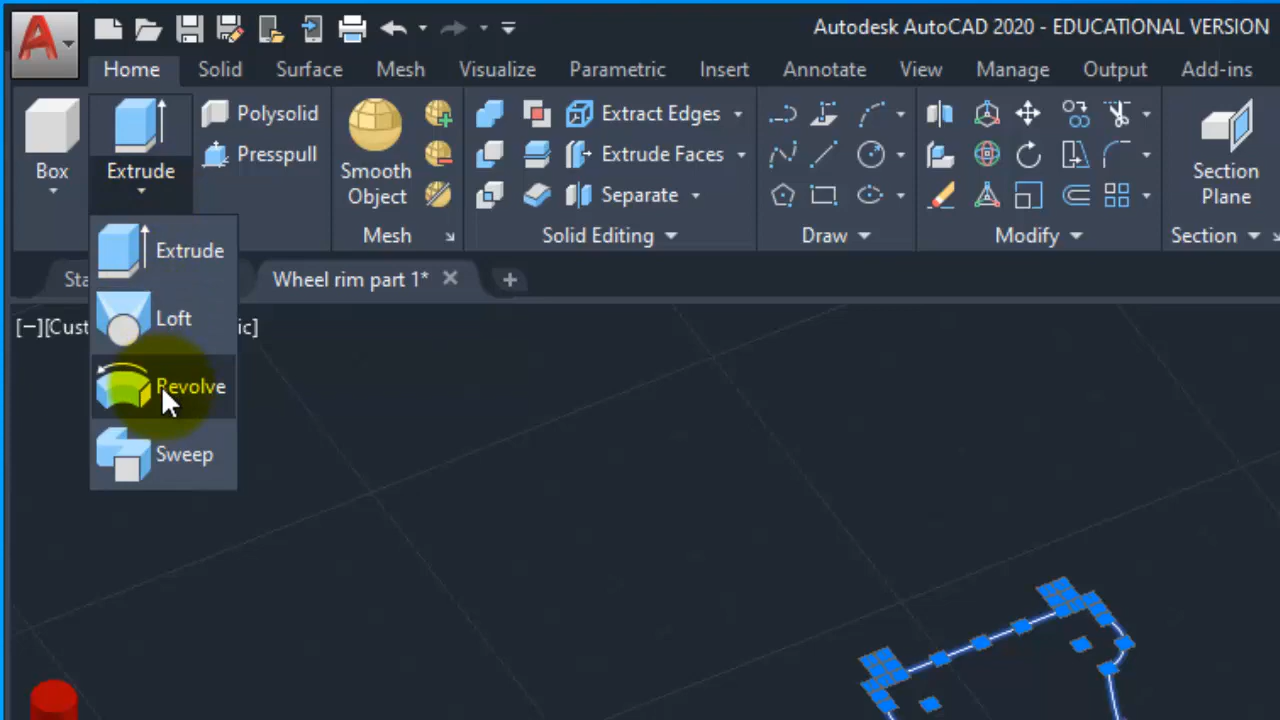 A
Autodesk AutoCAD 2020 - EDUCATIONAL VERSION
Home Solid Surface Mesh Visualize Parametric Insert Annotate View Manage Output Add-ins
Box
Extrude
Polysolid
Presspull
Smooth
Object
Mesh
Extract Edges
Extrude Faces
Separate
Solid Editing
Draw
Modify
Section
Plane
Section
Extrude
Loft
Revolve
Sweep
Wheel rim part 1*